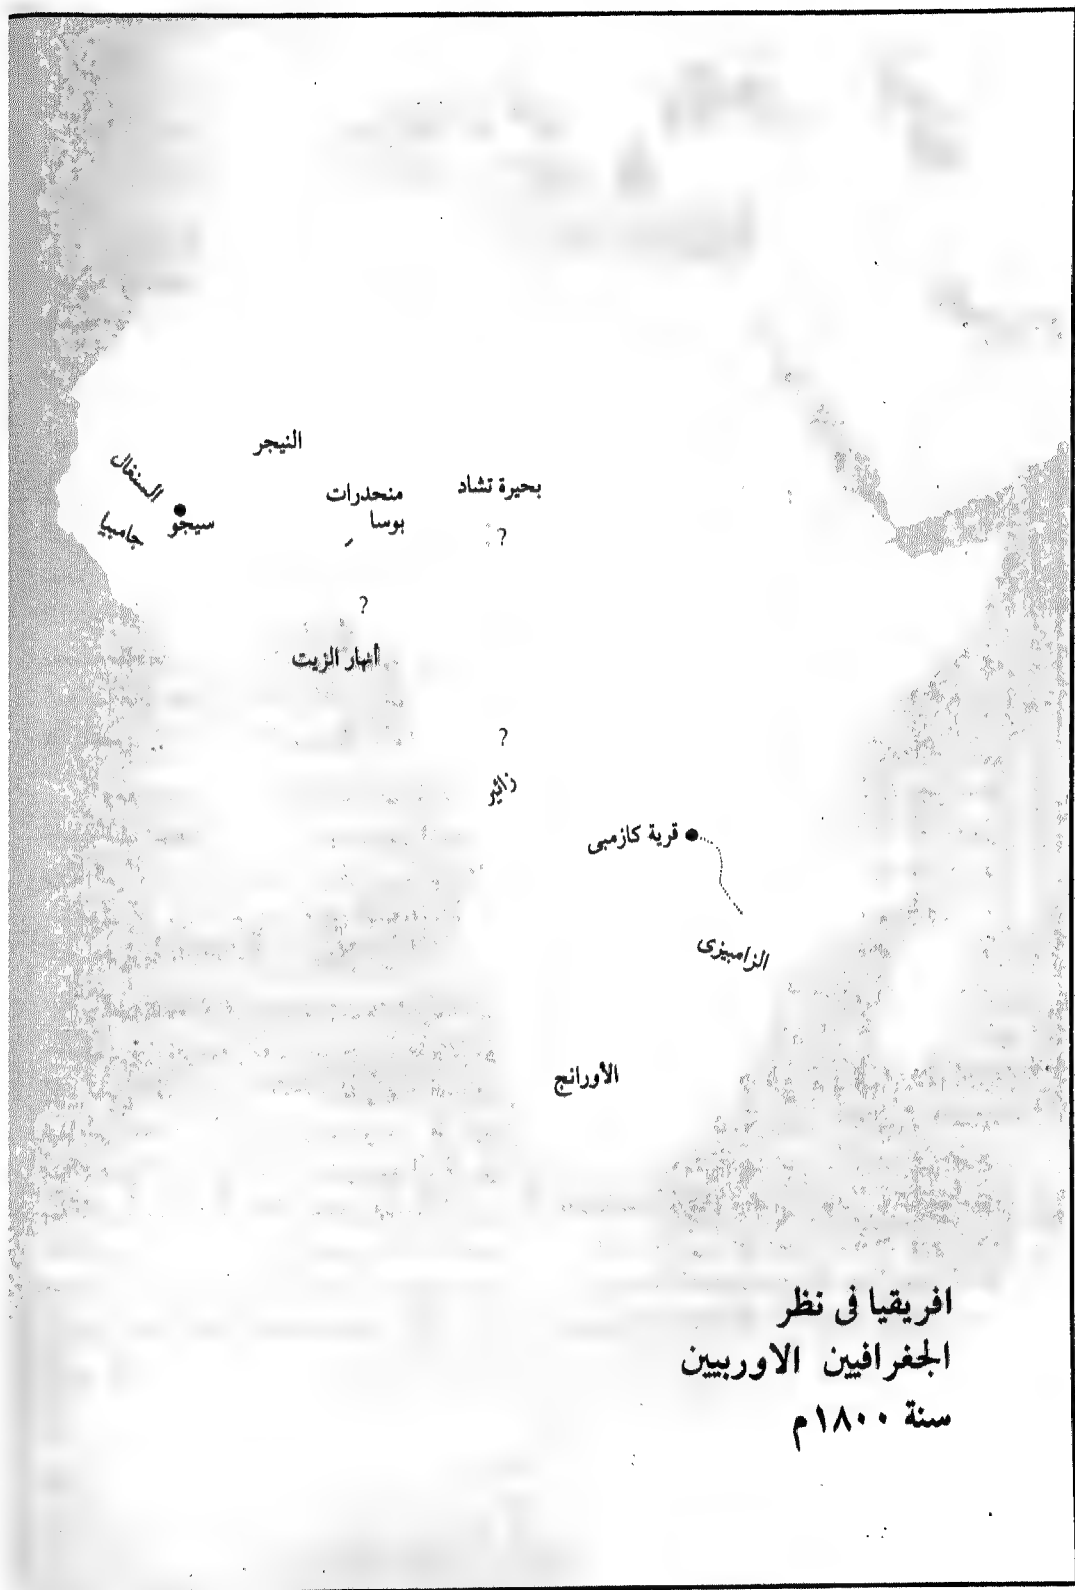 النيجر
السنغال
سيجو
جامبيا
منحدرات
بوسا
بحيرة تشاد
?
?
أنهار الزيت
?
زائير
قرية كازمبى
الزامبيزى
الأورانج
افريقيا فى نظر
الجغرافيين الاوربيين
سنة ١٨٠٠م